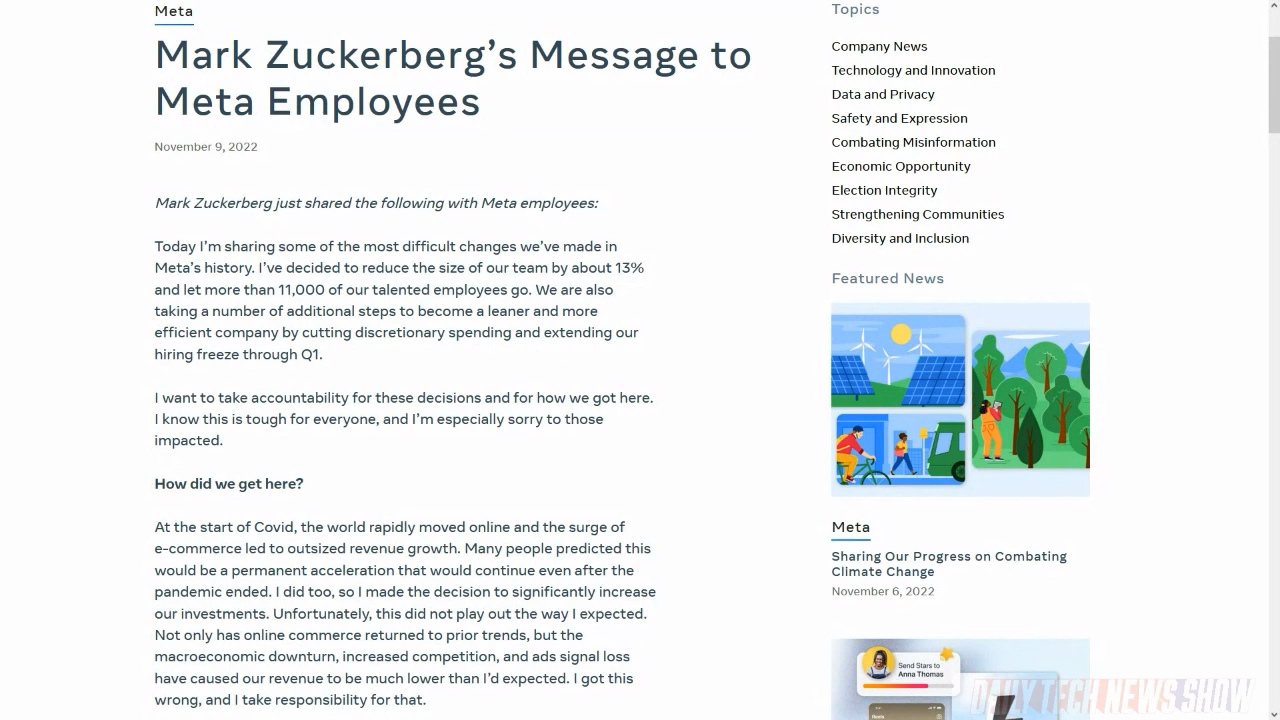 Meta
Mark Zuckerberg’s Message to
Meta Employees
November 9, 2022
Mark Zuckerberg just shared the following with Meta employees:
Today I’m sharing some of the most difficult changes we’ve made in
Meta’s history. I’ve decided to reduce the size of our team by about 13%
and let more than 11,000 of our talented employees go. We are also
taking a number of additional steps to become a leaner and more
efficient company by cutting discretionary spending and extending our
hiring freeze through Q1.
I want to take accountability for these decisions and for how we got here.
I know this is tough for everyone, and I’m especially sorry to those
impacted.
How did we get here?
At the start of Covid, the world rapidly moved online and the surge of
e-commerce led to outsized revenue growth. Many people predicted this
would be a permanent acceleration that would continue even after the
pandemic ended. I did too, so I made the decision to significantly increase
our investments. Unfortunately, this did not play out the way I expected.
Not only has online commerce returned to prior trends, but the
macroeconomic downturn, increased competition, and ads signal loss
have caused our revenue to be much lower than I’d expected. I got this
wrong, and I take responsibility for that.
Topics
Company News
Technology and Innovation
Data and Privacy
Safety and Expression
Combating Misinformation
Economic Opportunity
Election Integrity
Strengthening Communities
Diversity and Inclusion
Featured News
Meta
Sharing Our Progress on Combating
Climate Change
November 6, 2022
Send Stars to
Anna Thomas
Reels
DAILY TECH NEWS SHOW